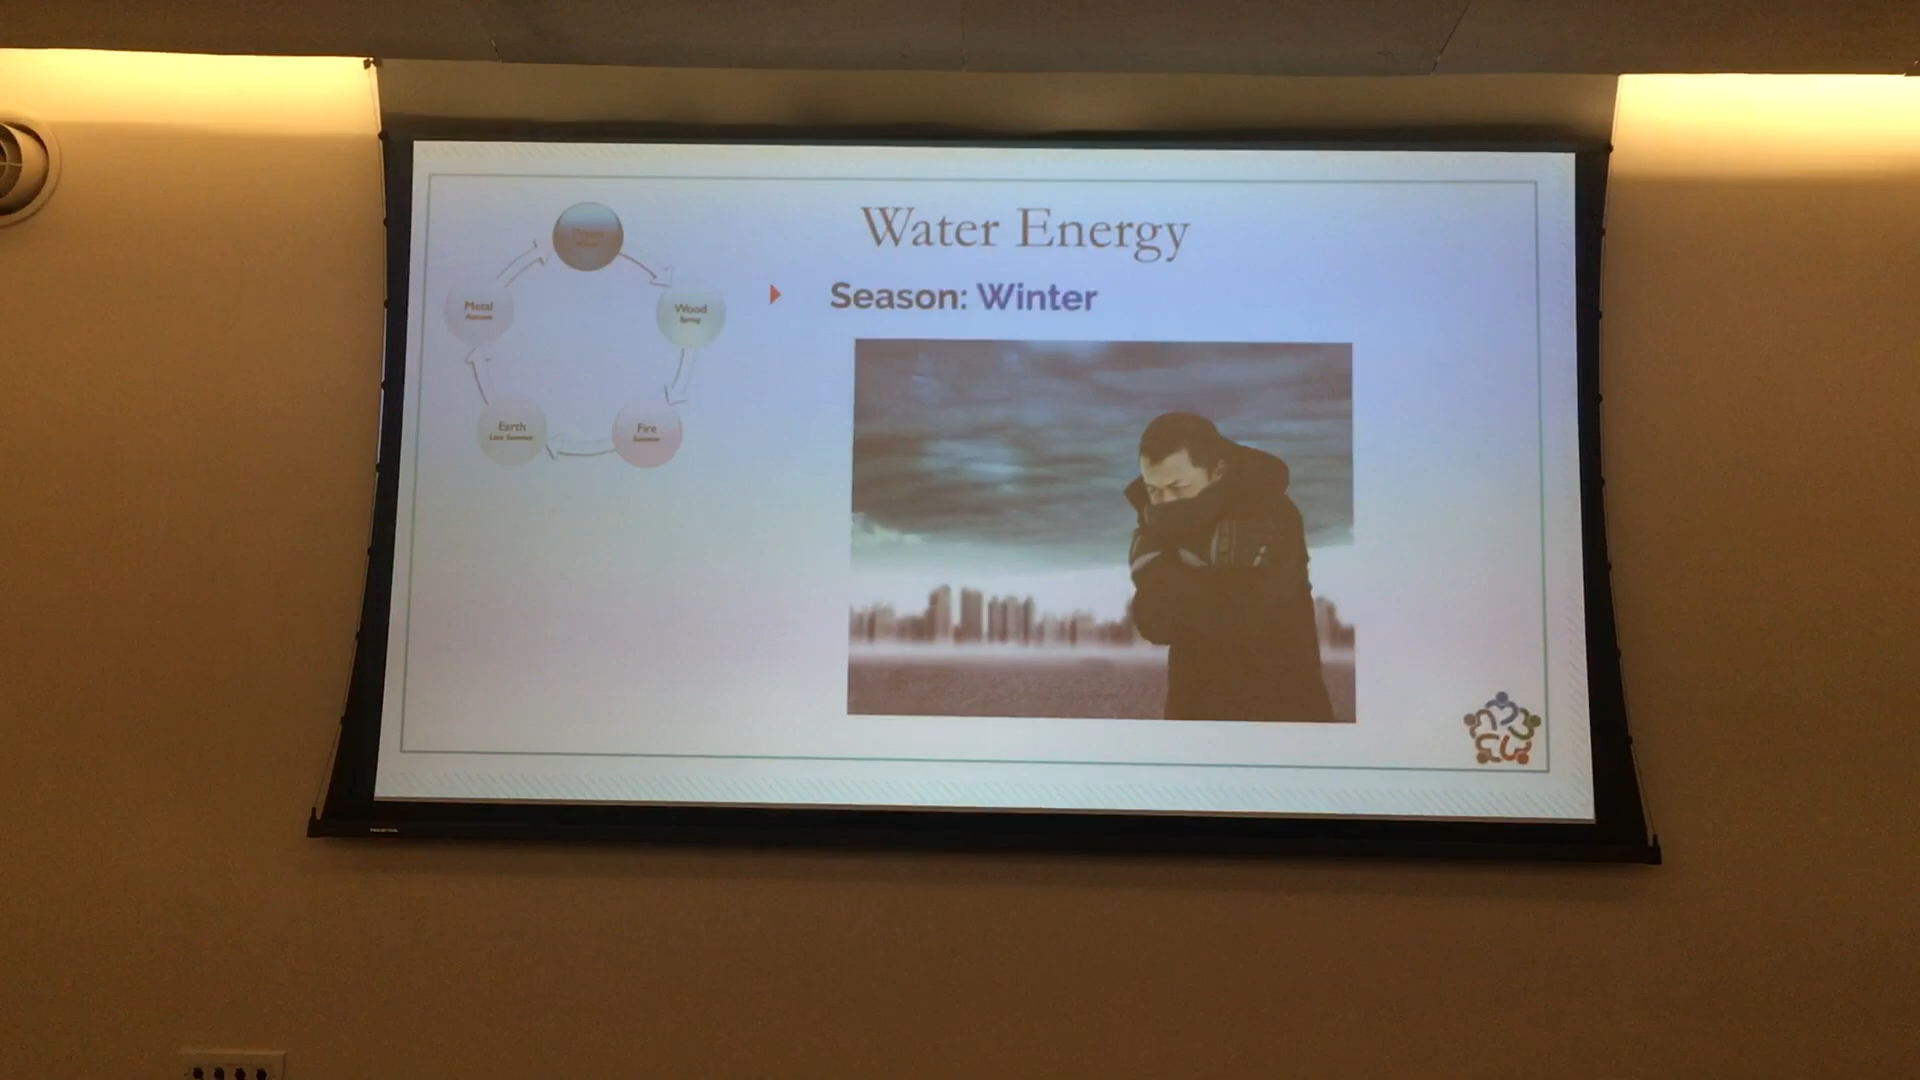 Water Energy
Season: Winter
Water
Wood
Spring
Fire
Summer
Earth
Late Summer
Metal
Autumn